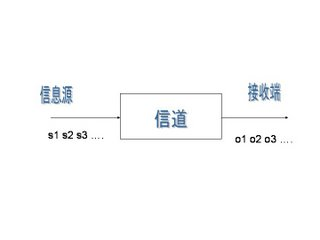 信息源
接收端
信道
s1 s2 s3 ....
o1 o2 o3 ....